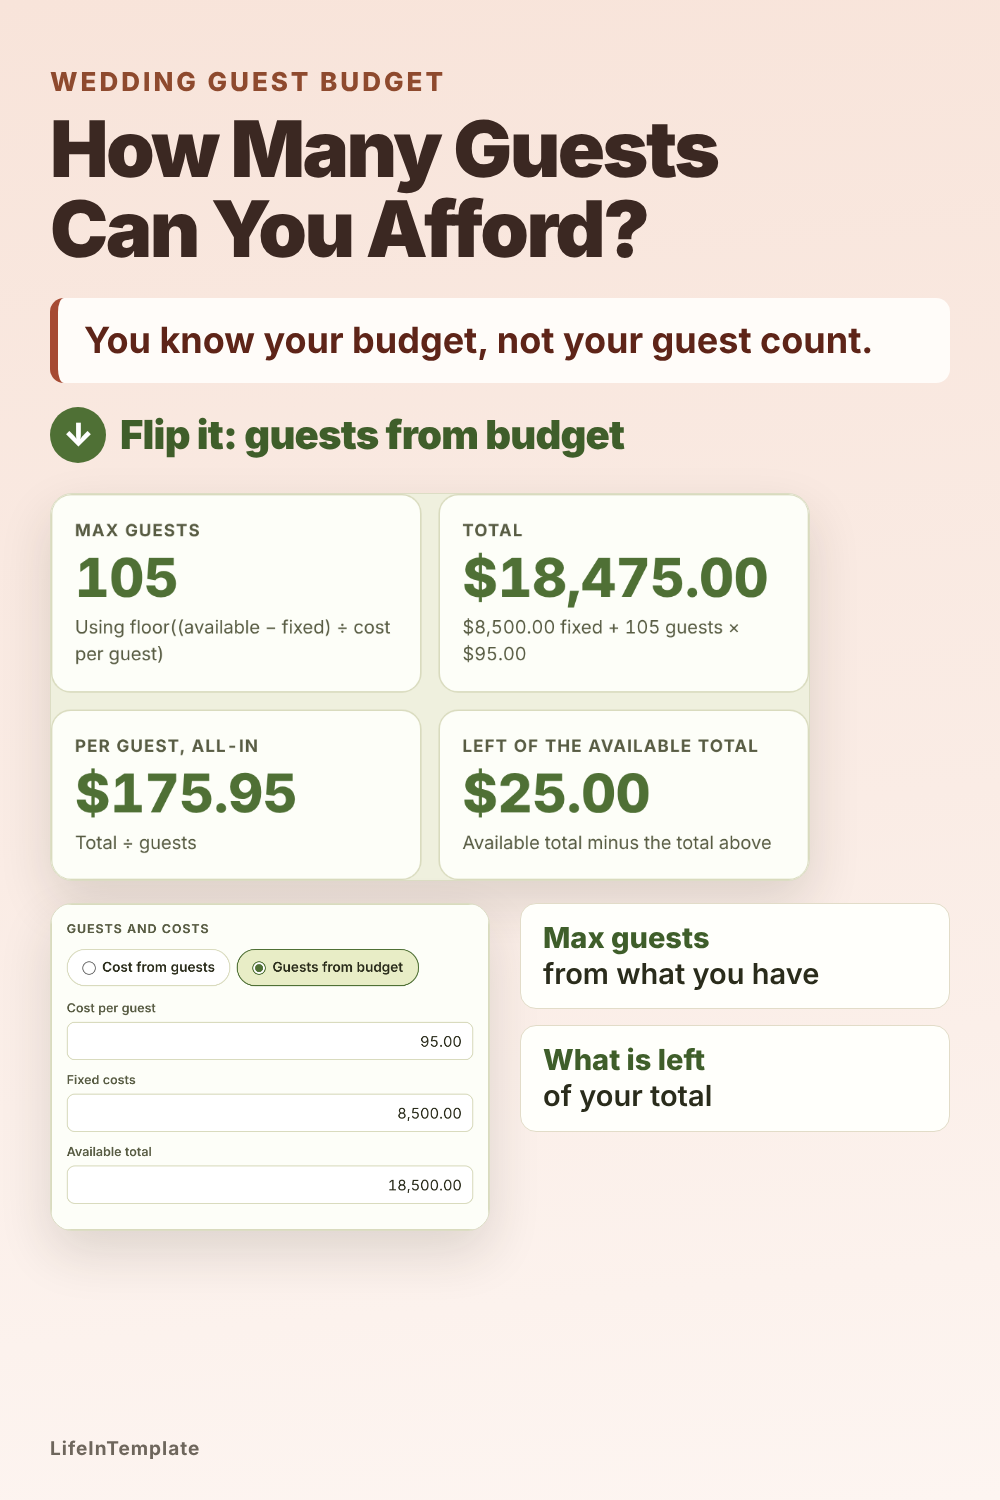 WEDDING GUEST BUDGET
How Many Guests
Can You Afford?
You know your budget, not your guest count.
Flip it: guests from budget
MAX GUESTS
105
Using floor((available − fixed) ÷ cost
per guest)
TOTAL
$18,475.00
$8,500.00 fixed + 105 guests ×
$95.00
PER GUEST, ALL-IN
$175.95
Total ÷ guests
LEFT OF THE AVAILABLE TOTAL
$25.00
Available total minus the total above
GUESTS AND COSTS
Cost from guests
Guests from budget
Cost per guest
95.00
Fixed costs
8,500.00
Available total
18,500.00
Max guests
from what you have
What is left
of your total
LifeInTemplate